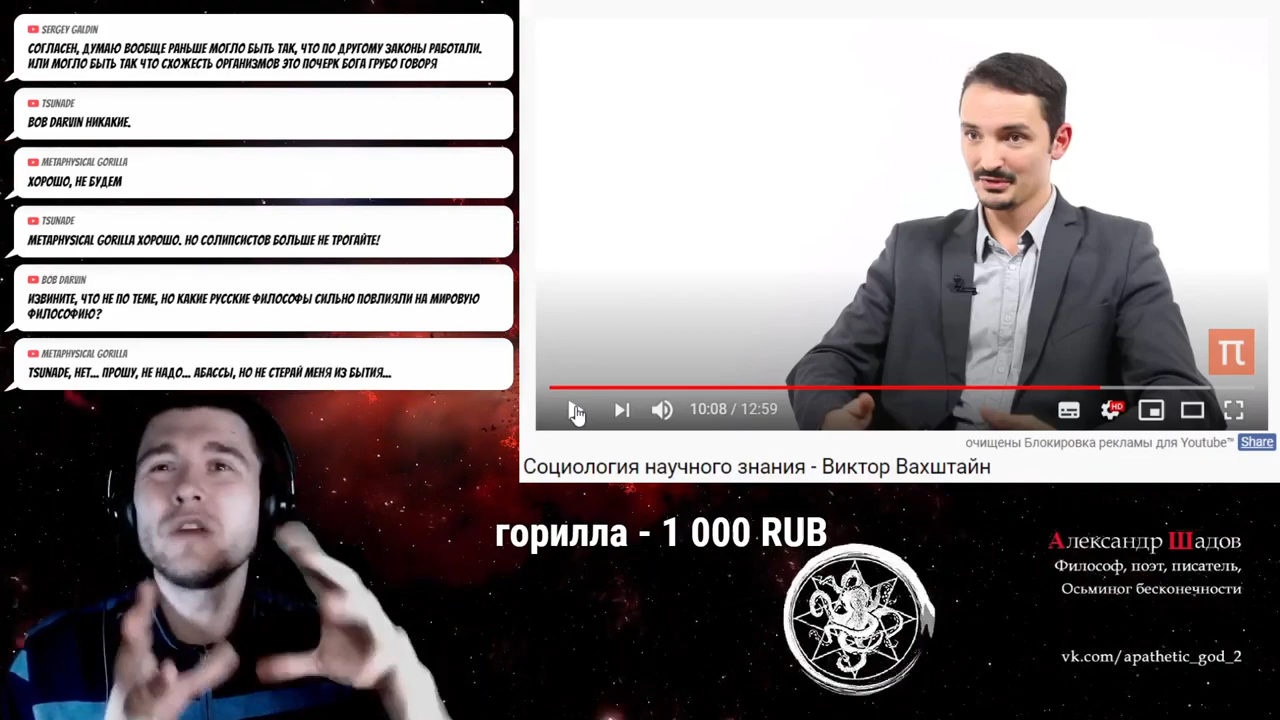 SERGEY GALDIN
СОГЛАСЕН, ДУМАЮ ВООБЩЕ РАНЬШЕ МОГЛО БЫТЬ ТАК, ЧТО ПО ДРУГОМУ ЗАКОНЫ РАБОТАЛИ.
ИЛИ МОГЛО БЫТЬ ТАК ЧТО СХОЖЕСТЬ ОРГАНИЗМОВ ЭТО ПОЧЕРК БОГА ГРУБО ГОВОРЯ
TSUNADE
BOB DARVIN НИКАКИЕ.
METAPHYSICAL GORILLA
ХОРОШО, НЕ БУДЕМ
TSUNADE
METAPHYSICAL GORILLA ХОРОШО. НО СОЛИПСИСТОВ БОЛЬШЕ НЕ ТРОГАЙТЕ!
BOB DARVIN
ИЗВИНИТЕ, ЧТО НЕ ПО ТЕМЕ, НО КАКИЕ РУССКИЕ ФИЛОСОФЫ СИЛЬНО ПОВЛИЯЛИ НА МИРОВУЮ
ФИЛОСОФИЮ?
METAPHYSICAL GORILLA
TSUNADE, НЕТ... ПРОШУ, НЕ НАДО... АБАССЫ, НО НЕ СТЕРАЙ МЕНЯ ИЗ БЫТИЯ...
π
10:08 / 12:59
HD
очищены Блокировка рекламы для Youtube™ Share
Социология научного знания - Виктор Вахштайн
горилла - 1 000 RUB
Александр Шадов
Философ, поэт, писатель,
Осьминог бесконечности
vk.com/apathetic_god_2